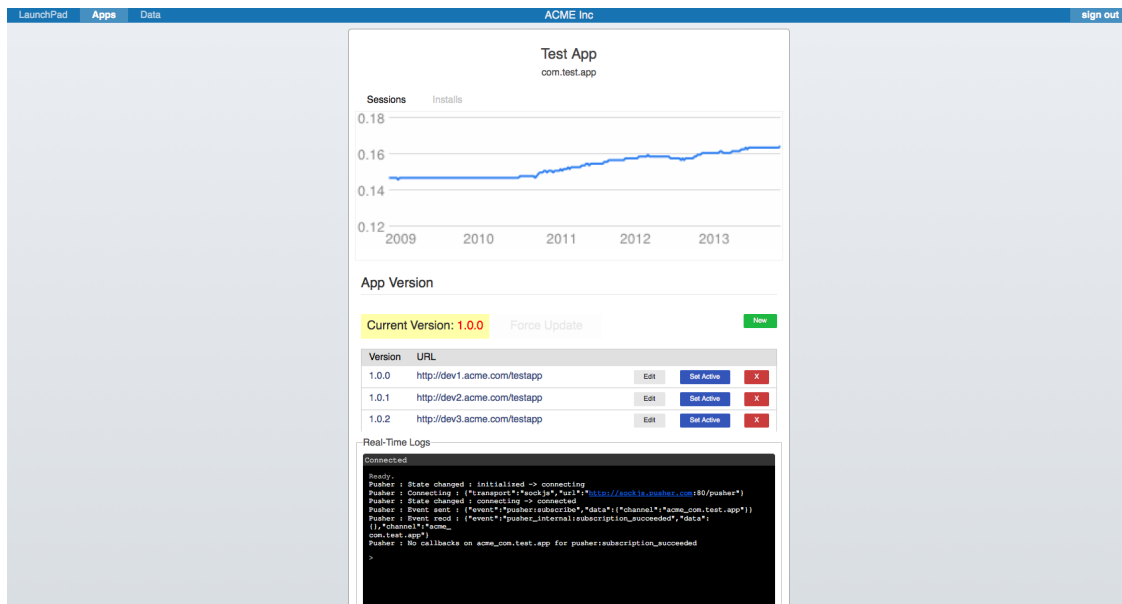 LaunchPad Apps Data ACME Inc sign out
Test App
com.test.app
Sessions Installs
0.18
0.16
0.14
0.12
2009 2010 2011 2012 2013
App Version
Current Version: 1.0.0 Force Update New
Version URL
1.0.0 http://dev1.acme.com/testapp Edit Set Active X
1.0.1 http://dev2.acme.com/testapp Edit Set Active X
1.0.2 http://dev3.acme.com/testapp Edit Set Active X
Real-Time Logs
Connected
Ready.
Pusher : State changed : initialized -> connecting
Pusher : Connecting : {"transport":"sockjs","url":"http://sockjs.pusher.com:80/pusher"}
Pusher : State changed : connecting -> connected
Pusher : Event sent : {"event":"pusher:subscribe","data":{"channel":"acme_com.test.app"}}
Pusher : Event recd : {"event":"pusher_internal:subscription_succeeded","data":
{},"channel":"acme_
com.test.app"}
Pusher : No callbacks on acme_com.test.app for pusher:subscription_succeeded
>